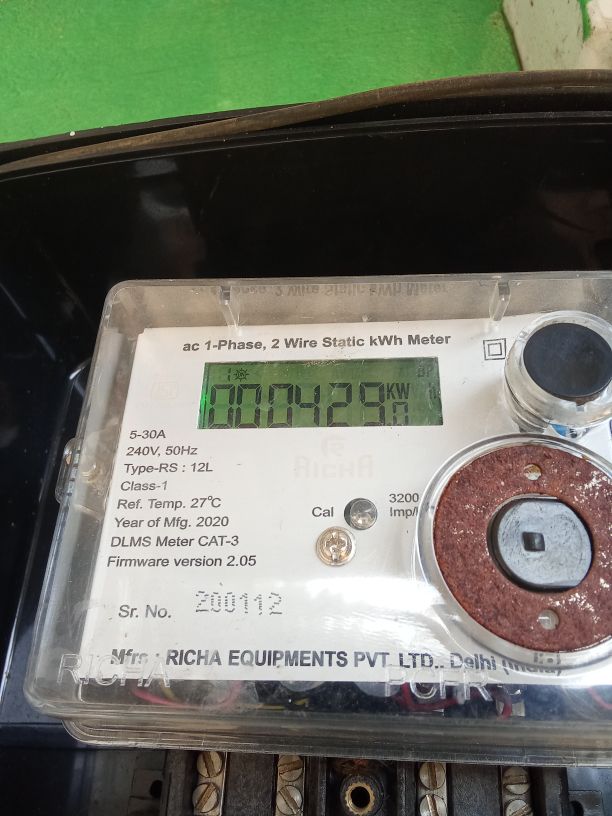 ac 1-Phase, 2 Wire Static kWh Meter
000429 KW
5-30A
240V, 50Hz
Type-RS : 12L
Class-1
Ref. Temp. 27°C
Year of Mfg. 2020
DLMS Meter CAT-3
Firmware version 2.05
RICHA
Cal
3200
Sr. No. 200112
Mfrs : RICHA EQUIPMENTS PVT. LTD.. Delhi (India)
RICHA